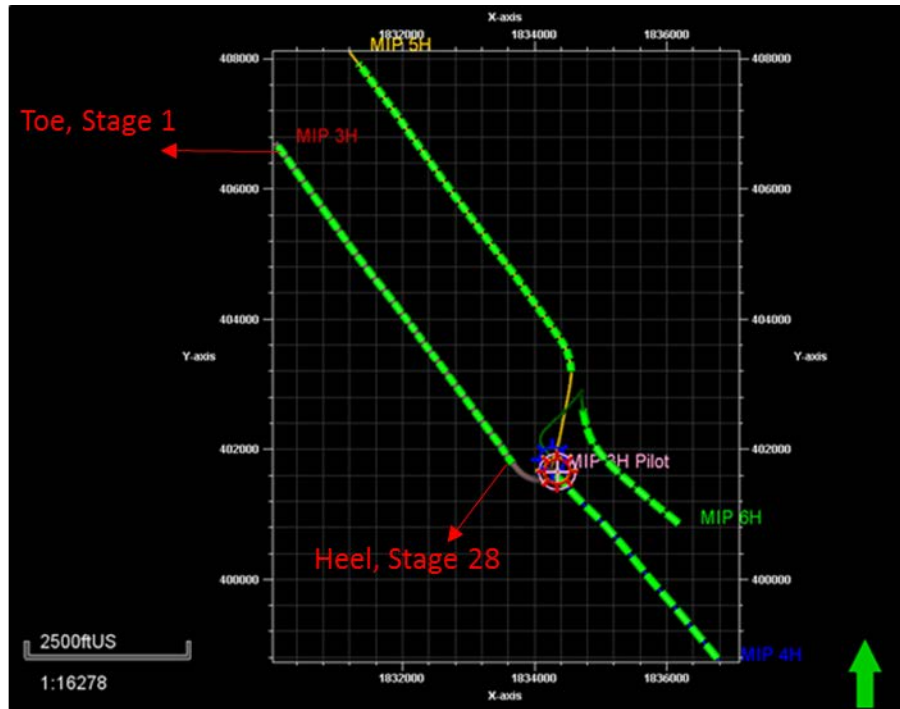 X-axis
1832000 1834000 1836000
MIP 5H
408000 408000
Toe, Stage 1
MIP 3H
406000 406000
404000 404000
Y-axis Y-axis
402000 402000
MIP 3H Pilot
MIP 6H
Heel, Stage 28
400000 400000
2500ftUS
MIP 4H
1:16278
1832000 1834000 1836000
X-axis